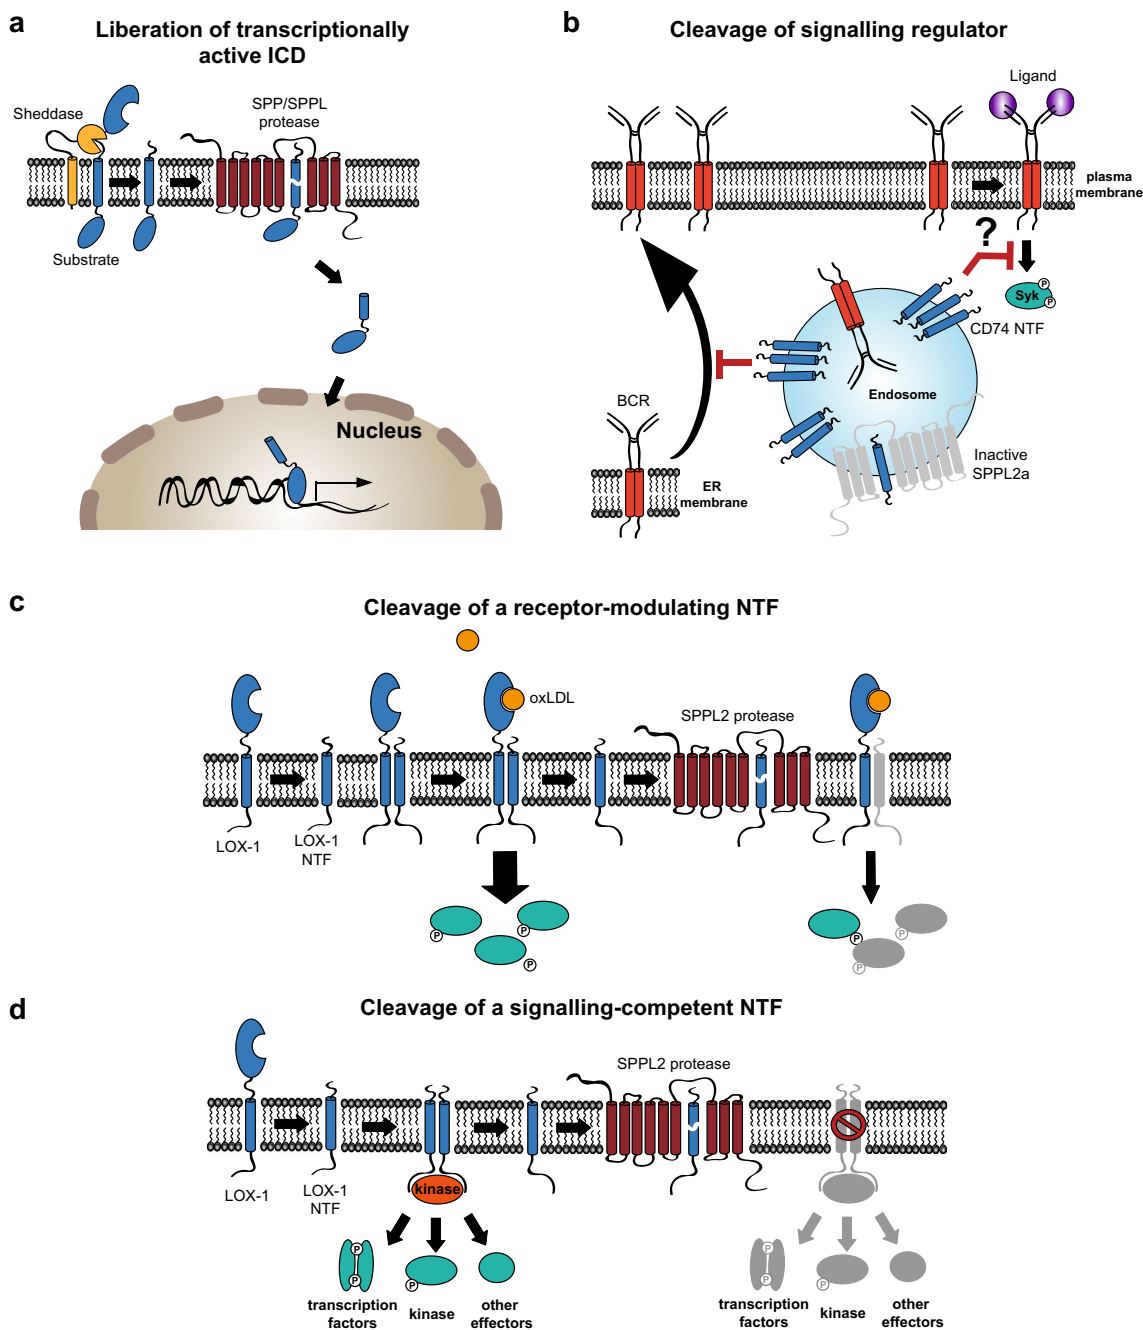 a
Liberation of transcriptionally
active ICD
Sheddase
SPP/SPPL
protease
Substrate
Nucleus
b
Cleavage of signalling regulator
Ligand
plasma
membrane
?
Syk
P
P
CD74 NTF
Endosome
BCR
Inactive
SPPL2a
ER
membrane
c
Cleavage of a receptor-modulating NTF
oxLDL
SPPL2 protease
LOX-1
LOX-1
NTF
P
P
P
P
P
P
d
Cleavage of a signalling-competent NTF
SPPL2 protease
LOX-1
LOX-1
NTF
kinase
P
P
P
transcription
factors
kinase
other
effectors
P
P
P
transcription
factors
kinase
other
effectors